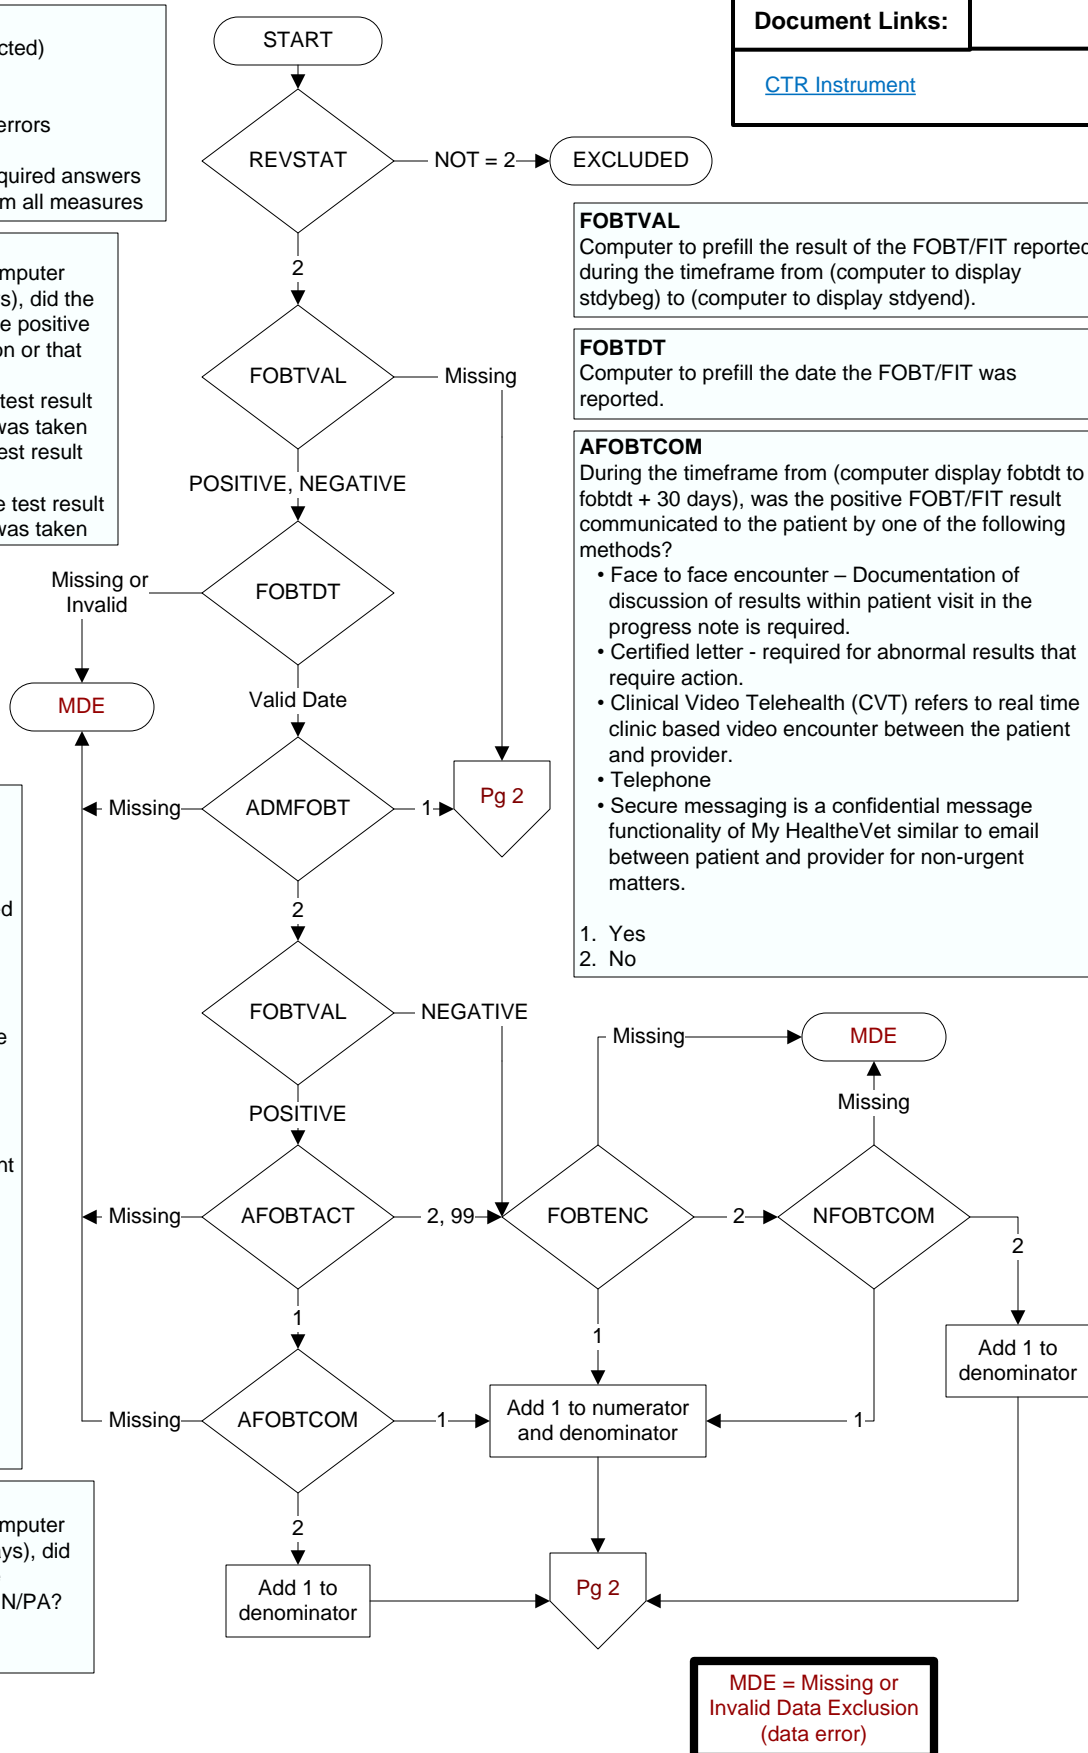 cted)
errors
quired answers
m all measures
mputer
s), did the
e positive
on or that
test result
was taken
est result
e test result
was taken
d
e
nt
mputer
ays), did
N/PA?
START
REVSTAT
NOT = 2
EXCLUDED
2
FOBTVAL
Missing
POSITIVE, NEGATIVE
FOBTDT
Missing or
Invalid
MDE
Valid Date
ADMFOBT
Missing
1
Pg 2
2
FOBTVAL
NEGATIVE
POSITIVE
AFOBTACT
Missing
2, 99
FOBTENC
Missing
MDE
2
NFOBTCOM
Missing
2
1
1
1
AFOBTCOM
Missing
1
Add 1 to numerator
and denominator
Add 1 to
denominator
2
Add 1 to
denominator
Pg 2
MDE = Missing or
Invalid Data Exclusion
(data error)
Document Links:
CTR Instrument
FOBTVAL
Computer to prefill the result of the FOBT/FIT reported
during the timeframe from (computer to display
stdybeg) to (computer to display stdyend).
FOBTDT
Computer to prefill the date the FOBT/FIT was
reported.
AFOBTCOM
During the timeframe from (computer display fobtdt to
fobtdt + 30 days), was the positive FOBT/FIT result
communicated to the patient by one of the following
methods?
• Face to face encounter – Documentation of
discussion of results within patient visit in the
progress note is required.
• Certified letter - required for abnormal results that
require action.
• Clinical Video Telehealth (CVT) refers to real time
clinic based video encounter between the patient
and provider.
• Telephone
• Secure messaging is a confidential message
functionality of My HealtheVet similar to email
between patient and provider for non-urgent
matters.
1. Yes
2. No